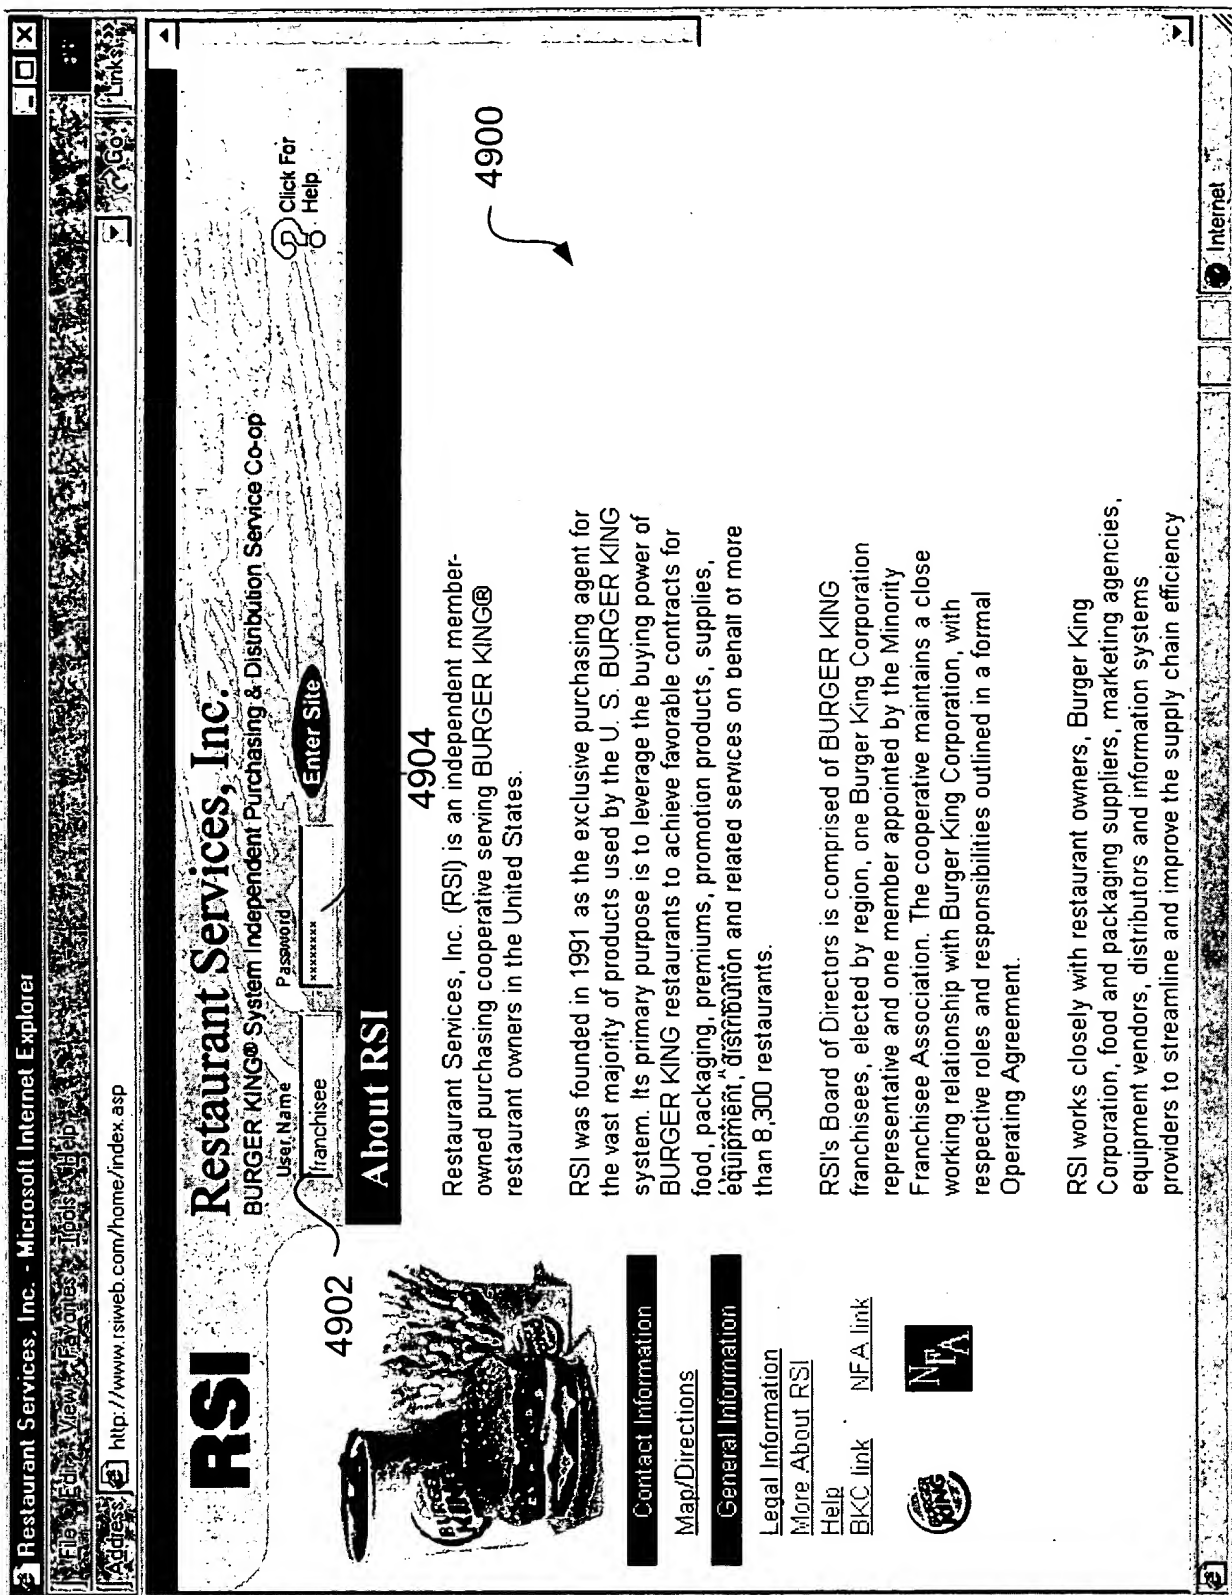 Restaurant Services, Inc. - Microsoft Internet Explorer
File Edit View Favorites Tools Help
Address http://www.rsiweb.com/home/index.asp Go Links »
RSI
Restaurant Services, Inc.
BURGER KING® System Independent Purchasing & Distribution Service Co-op
User Name Password
franchisee xxxxxxxx Enter Site
Click For
Help
4902
4904
4900
About RSI
Restaurant Services, Inc. (RSI) is an independent member-
owned purchasing cooperative serving BURGER KING®
restaurant owners in the United States.
RSI was founded in 1991 as the exclusive purchasing agent for
the vast majority of products used by the U. S. BURGER KING
system. Its primary purpose is to leverage the buying power of
BURGER KING restaurants to achieve favorable contracts for
food, packaging, premiums, promotion products, supplies,
equipment, distribution and related services on behalf of more
than 8,300 restaurants.
RSI's Board of Directors is comprised of BURGER KING
franchisees, elected by region, one Burger King Corporation
representative and one member appointed by the Minority
Franchisee Association. The cooperative maintains a close
working relationship with Burger King Corporation, with
respective roles and responsibilities outlined in a formal
Operating Agreement.
RSI works closely with restaurant owners, Burger King
Corporation, food and packaging suppliers, marketing agencies,
equipment vendors, distributors and information systems
providers to streamline and improve the supply chain efficiency
BURGER
KING
Contact Information
Map/Directions
General Information
Legal Information
More About RSI
Help
BKC link NFA link
BURGER
KING
NFA
Internet